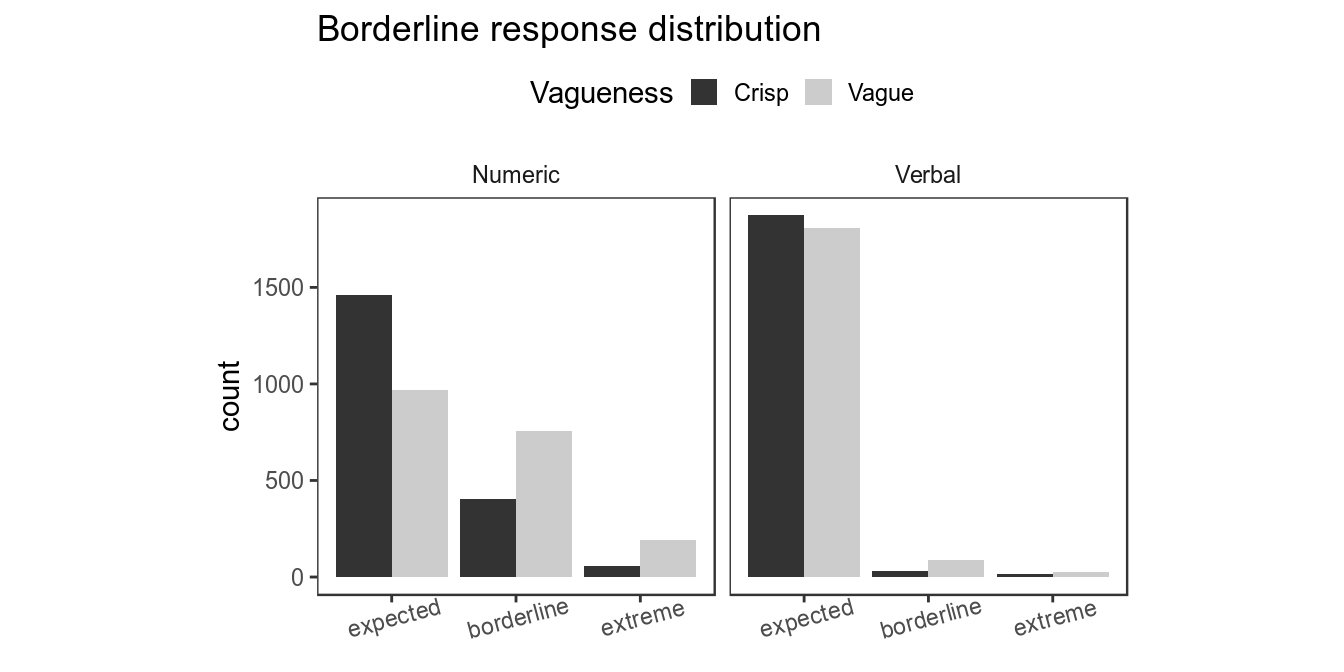 Borderline response distribution
Vagueness Crisp Vague
Numeric Verbal
1500
1000
500
0
count
expected borderline extreme expected borderline extreme